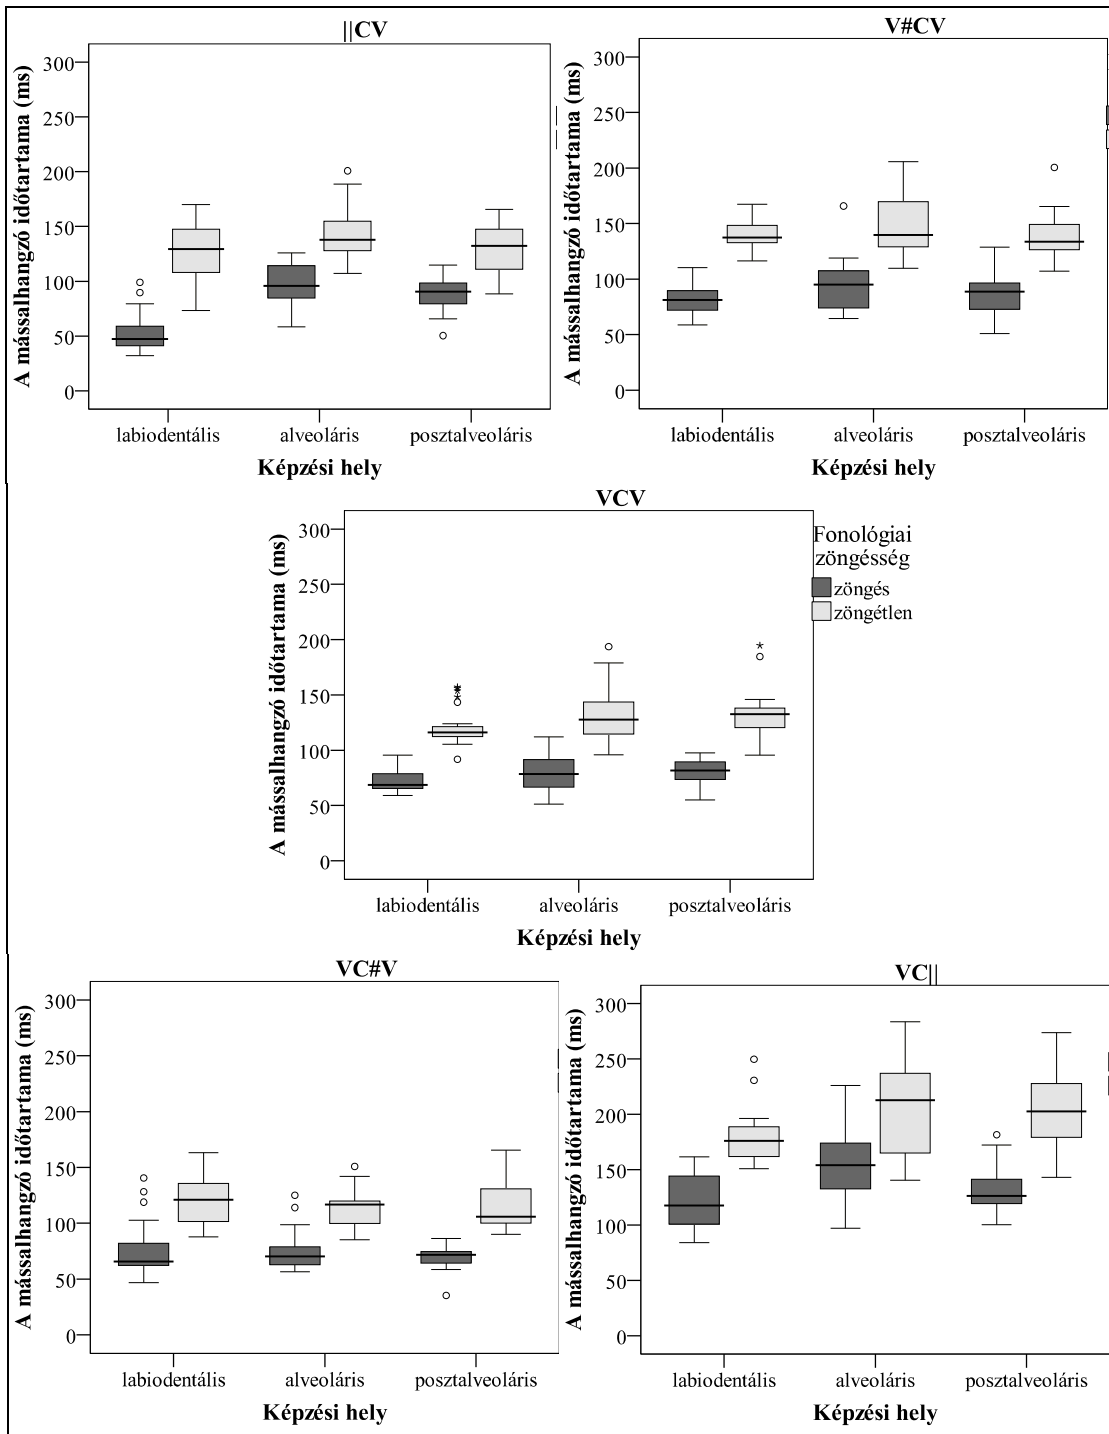 ||CV
A mássalhangzó időtartama (ms)
300
250
200
150
100
50
0
labiodentális alveoláris posztalveoláris
Képzési hely
V#CV
A mássalhangzó időtartama (ms)
300
250
200
150
100
50
0
labiodentális alveoláris posztalveoláris
Képzési hely
VCV
A mássalhangzó időtartama (ms)
300
250
200
150
100
50
0
labiodentális alveoláris posztalveoláris
Képzési hely
Fonológiai
zöngésség
zöngés
zöngétlen
VC#V
A mássalhangzó időtartama (ms)
300
250
200
150
100
50
0
labiodentális alveoláris posztalveoláris
Képzési hely
VC||
A mássalhangzó időtartama (ms)
300
250
200
150
100
50
0
labiodentális alveoláris posztalveoláris
Képzési hely